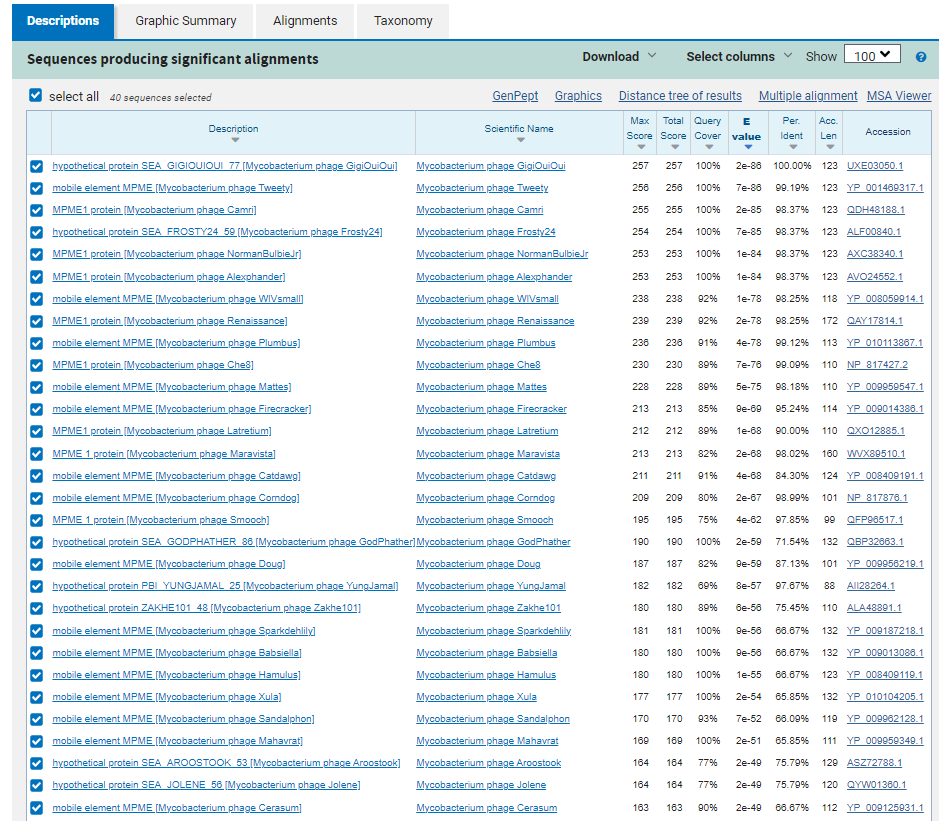 Descriptions Graphic Summary Alignments Taxonomy
Sequences producing significant alignments Download Select columns Show 100
select all 40 sequences selected GenPept Graphics Distance tree of results Multiple alignment MSA Viewer
Description Scientific Name Max Score Total Score Query Cover E value Per. Ident Acc. Len Accession
hypothetical protein SEA_GIGIOUIOUI_77 [Mycobacterium phage GigiOuiOui] Mycobacterium phage GigiOuiOui 257 257 100% 2e-86 100.00% 123 UXE03050.1
mobile element MPME [Mycobacterium phage Tweety] Mycobacterium phage Tweety 256 256 100% 7e-86 99.19% 123 YP_001469317.1
MPME1 protein [Mycobacterium phage Camri] Mycobacterium phage Camri 255 255 100% 2e-85 98.37% 123 QDH48188.1
hypothetical protein SEA_FROSTY24_59 [Mycobacterium phage Frosty24] Mycobacterium phage Frosty24 254 254 100% 7e-85 98.37% 123 ALF00840.1
MPME1 protein [Mycobacterium phage NormanBulbieJr] Mycobacterium phage NormanBulbieJr 253 253 100% 1e-84 98.37% 123 AXC38340.1
MPME1 protein [Mycobacterium phage Alexphander] Mycobacterium phage Alexphander 253 253 100% 1e-84 98.37% 123 AVO24552.1
mobile element MPME [Mycobacterium phage WIVsmall] Mycobacterium phage WIVsmall 238 238 92% 1e-78 98.25% 118 YP_008059914.1
MPME1 protein [Mycobacterium phage Renaissance] Mycobacterium phage Renaissance 239 239 92% 2e-78 98.25% 172 QAY17814.1
mobile element MPME [Mycobacterium phage Plumbus] Mycobacterium phage Plumbus 236 236 91% 4e-78 99.12% 113 YP_010113867.1
MPME1 protein [Mycobacterium phage Che8] Mycobacterium phage Che8 230 230 89% 7e-76 99.09% 110 NP_817427.2
mobile element MPME [Mycobacterium phage Mattes] Mycobacterium phage Mattes 228 228 89% 5e-75 98.18% 110 YP_009959547.1
mobile element MPME [Mycobacterium phage Firecracker] Mycobacterium phage Firecracker 213 213 85% 9e-69 95.24% 114 YP_009014386.1
MPME1 protein [Mycobacterium phage Latretium] Mycobacterium phage Latretium 212 212 89% 1e-68 90.00% 110 QXO12885.1
MPME 1 protein [Mycobacterium phage Maravista] Mycobacterium phage Maravista 213 213 82% 2e-68 98.02% 160 WVX89510.1
mobile element MPME [Mycobacterium phage Catdawg] Mycobacterium phage Catdawg 211 211 91% 4e-68 84.30% 124 YP_008409191.1
mobile element MPME [Mycobacterium phage Corndog] Mycobacterium phage Corndog 209 209 80% 2e-67 98.99% 101 NP_817876.1
MPME 1 protein [Mycobacterium phage Smooch] Mycobacterium phage Smooch 195 195 75% 4e-62 97.85% 99 QFP96517.1
hypothetical protein SEA_GODPHATHER_86 [Mycobacterium phage GodPhather] Mycobacterium phage GodPhather 190 190 100% 2e-59 71.54% 132 QBP32663.1
mobile element MPME [Mycobacterium phage Doug] Mycobacterium phage Doug 187 187 82% 9e-59 87.13% 101 YP_009956219.1
hypothetical protein PBI_YUNGJAMAL_25 [Mycobacterium phage YungJamal] Mycobacterium phage YungJamal 182 182 69% 8e-57 97.67% 88 AII28264.1
hypothetical protein ZAKHE101_48 [Mycobacterium phage Zakhe101] Mycobacterium phage Zakhe101 180 180 89% 6e-56 75.45% 110 ALA48891.1
mobile element MPME [Mycobacterium phage Sparkdehlily] Mycobacterium phage Sparkdehlily 181 181 100% 9e-56 66.67% 132 YP_009187218.1
mobile element MPME [Mycobacterium phage Babsiella] Mycobacterium phage Babsiella 180 180 100% 9e-56 66.67% 132 YP_009013086.1
mobile element MPME [Mycobacterium phage Hamulus] Mycobacterium phage Hamulus 180 180 100% 1e-55 66.67% 123 YP_008409119.1
mobile element MPME [Mycobacterium phage Xula] Mycobacterium phage Xula 177 177 100% 2e-54 65.85% 132 YP_010104205.1
mobile element MPME [Mycobacterium phage Sandalphon] Mycobacterium phage Sandalphon 170 170 93% 7e-52 66.09% 119 YP_009962128.1
mobile element MPME [Mycobacterium phage Mahavrat] Mycobacterium phage Mahavrat 169 169 100% 2e-51 65.85% 111 YP_009959349.1
hypothetical protein SEA_AROOSTOOK_53 [Mycobacterium phage Aroostook] Mycobacterium phage Aroostook 164 164 77% 2e-49 75.79% 129 ASZ72788.1
hypothetical protein SEA_JOLENE_56 [Mycobacterium phage Jolene] Mycobacterium phage Jolene 164 164 77% 2e-49 75.79% 120 QYW01360.1
mobile element MPME [Mycobacterium phage Cerasum] Mycobacterium phage Cerasum 163 163 90% 2e-49 66.67% 112 YP_009125931.1